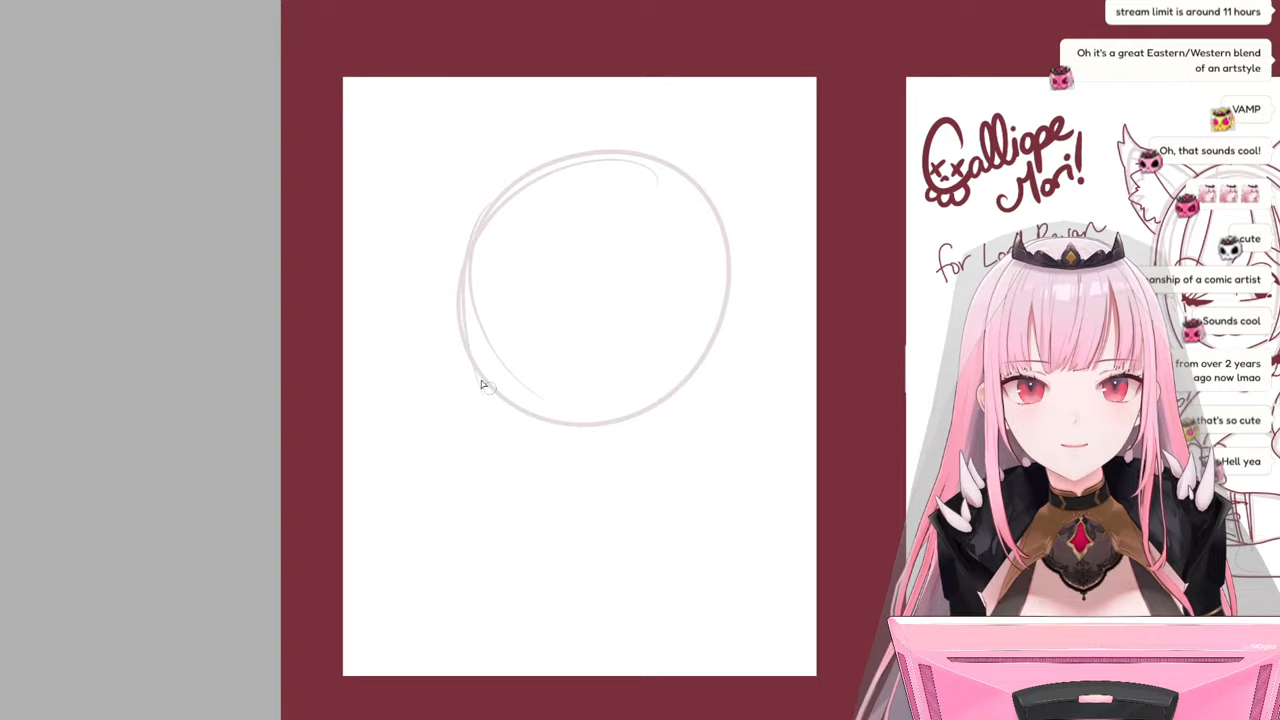 stream limit is around 11 hours
Oh it's a great Eastern/Western blend
of an artstyle
VAMP
Oh, that sounds cool!
cute
manship of a comic artist
Sounds cool
from over 2 years
ago now lmao
that's so cute
Hell yea
Calliope
Mori!
for